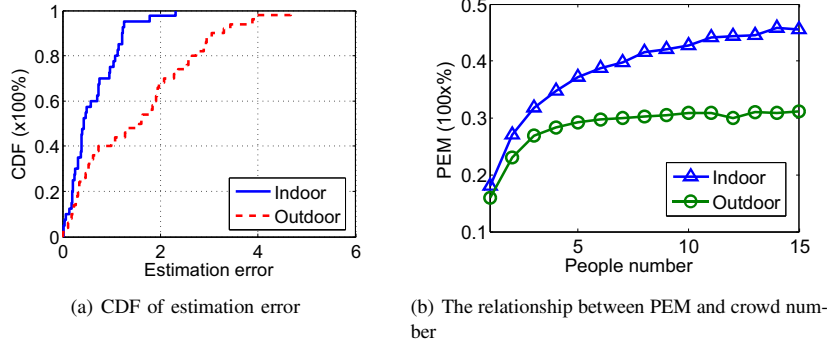 1
0.8
0.6
0.4
0.2
0
0 2 4 6
CDF (x100%)
Estimation error
Indoor
Outdoor
(a) CDF of estimation error
0.5
0.4
0.3
0.2
0.1
5 10 15
PEM (100x%)
People number
Indoor
Outdoor
(b) The relationship between PEM and crowd num-
ber